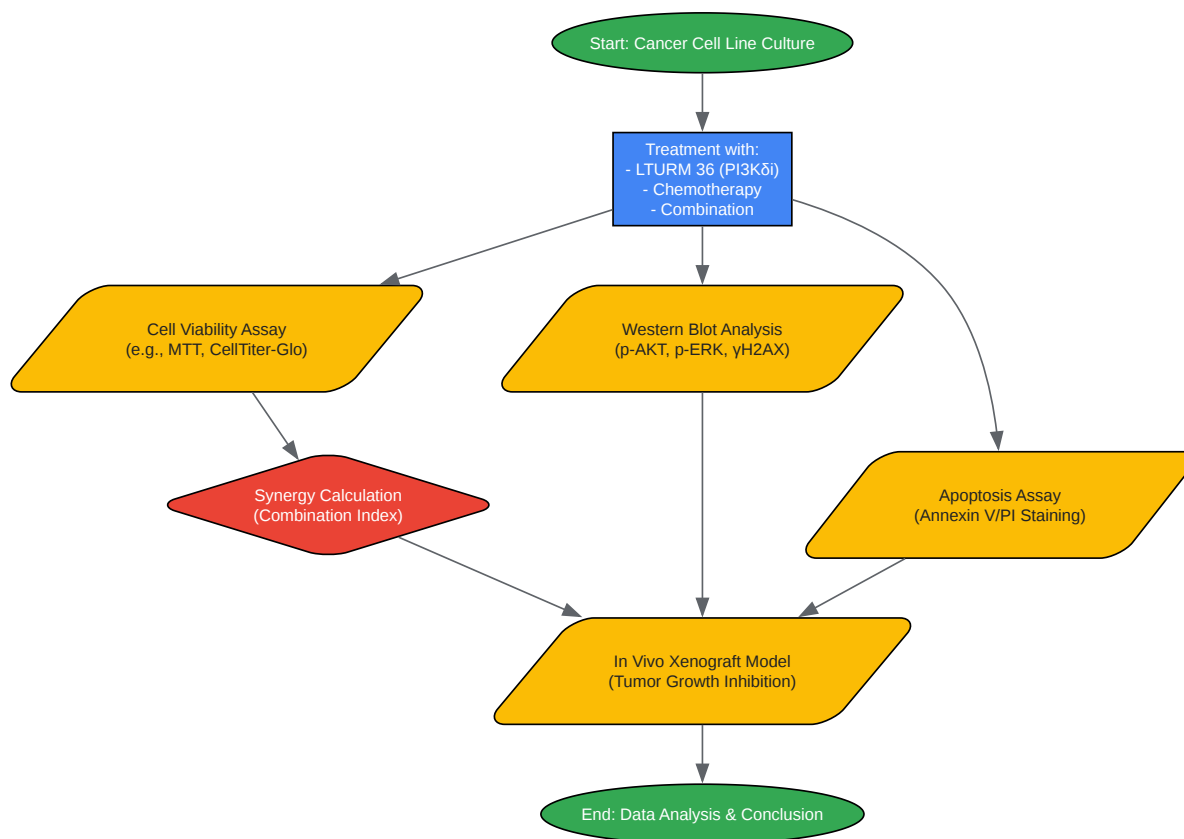 Start: Cancer Cell Line Culture
Treatment with:
- LTURM 36 (PI3Kδi)
- Chemotherapy
- Combination
Cell Viability Assay
(e.g., MTT, CellTiter-Glo)
Western Blot Analysis
(p-AKT, p-ERK, γH2AX)
Synergy Calculation
(Combination Index)
Apoptosis Assay
(Annexin V/PI Staining)
In Vivo Xenograft Model
(Tumor Growth Inhibition)
End: Data Analysis & Conclusion